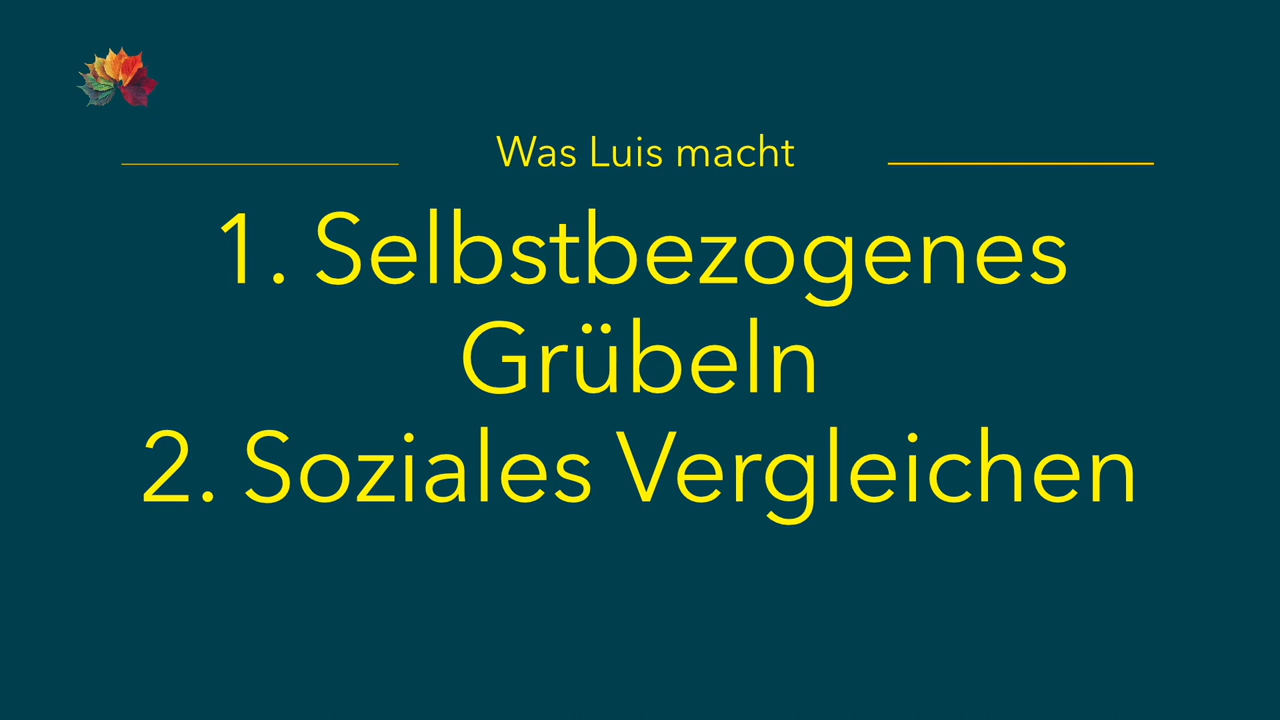 Was Luis macht
1. Selbstbezogenes
Grübeln
2. Soziales Vergleichen